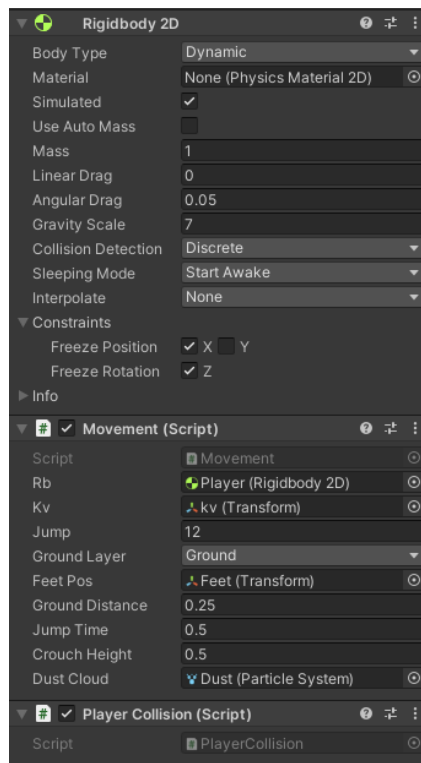 Rigidbody 2D
Body Type Dynamic
Material None (Physics Material 2D)
Simulated
Use Auto Mass
Mass 1
Linear Drag 0
Angular Drag 0.05
Gravity Scale 7
Collision Detection Discrete
Sleeping Mode Start Awake
Interpolate None
Constraints
Freeze Position X Y
Freeze Rotation Z
Info
# Movement (Script)
Script # Movement
Rb Player (Rigidbody 2D)
Kv kv (Transform)
Jump 12
Ground Layer Ground
Feet Pos Feet (Transform)
Ground Distance 0.25
Jump Time 0.5
Crouch Height 0.5
Dust Cloud Dust (Particle System)
# Player Collision (Script)
Script # PlayerCollision